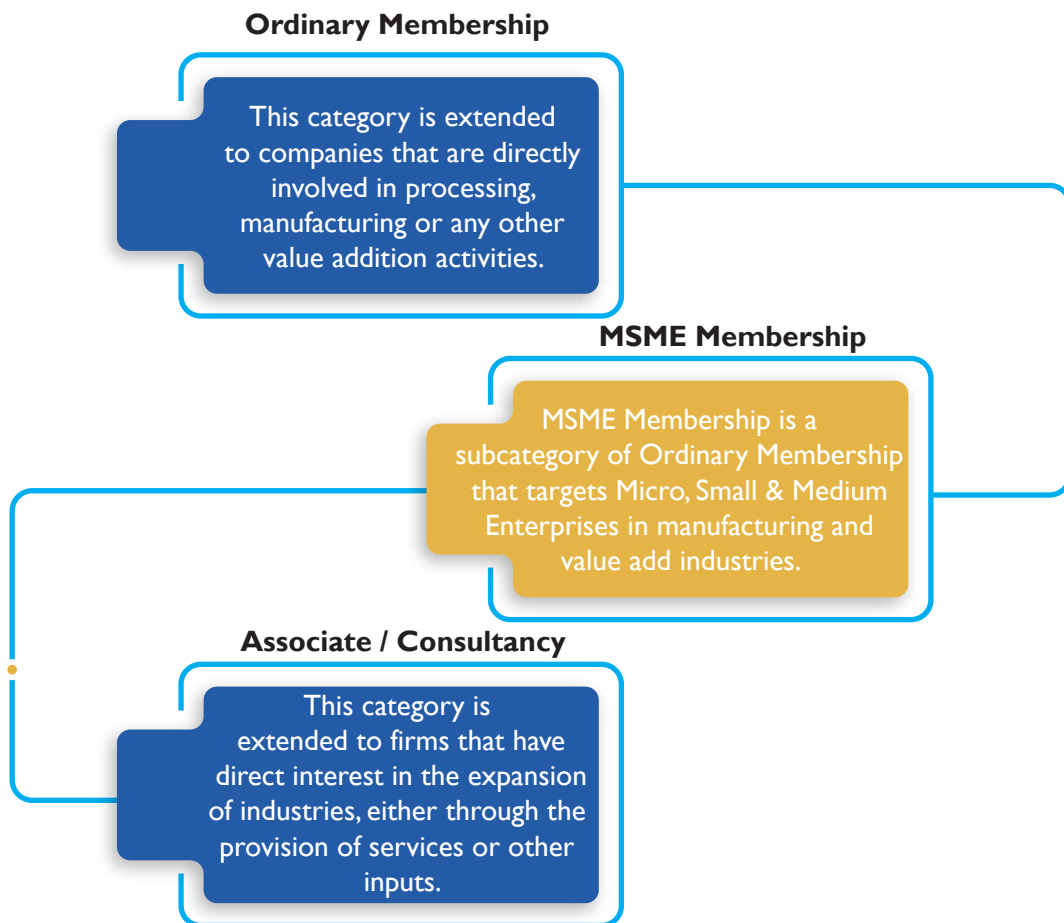 Ordinary Membership
This category is extended
to companies that are directly
involved in processing,
manufacturing or any other
value addition activities.
MSME Membership
MSME Membership is a
subcategory of Ordinary Membership
that targets Micro, Small & Medium
Enterprises in manufacturing and
value add industries.
Associate / Consultancy
This category is
extended to firms that have
direct interest in the expansion
of industries, either through the
provision of services or other
inputs.